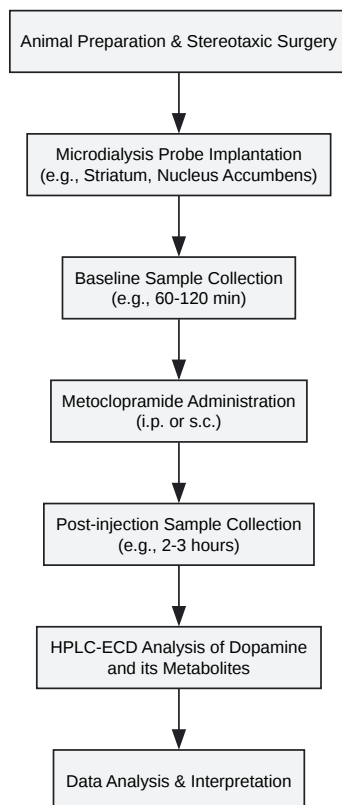 Animal Preparation & Stereotaxic Surgery
Microdialysis Probe Implantation
(e.g., Striatum, Nucleus Accumbens)
Baseline Sample Collection
(e.g., 60-120 min)
Metoclopramide Administration
(i.p. or s.c.)
Post-injection Sample Collection
(e.g., 2-3 hours)
HPLC-ECD Analysis of Dopamine
and its Metabolites
Data Analysis & Interpretation